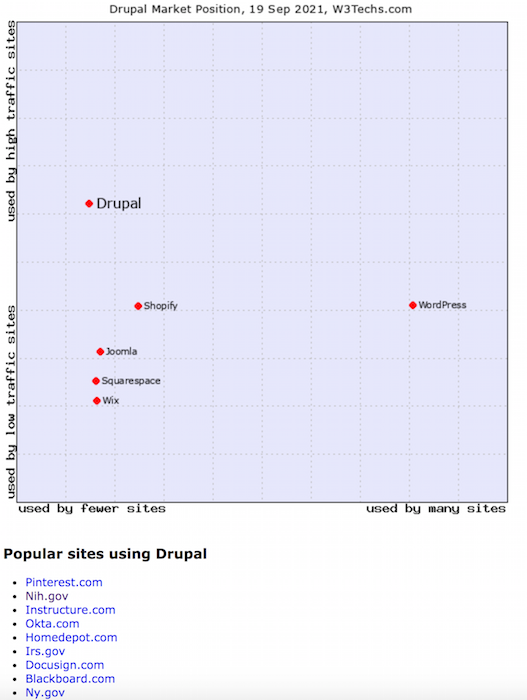 Drupal Market Position, 19 Sep 2021, W3Techs.com
used by high traffic sites
Drupal
Shopify
WordPress
used by low traffic sites
Joomla
Squarespace
Wix
used by fewer sites
used by many sites
Popular sites using Drupal
Pinterest.com
Nih.gov
Instructure.com
Okta.com
Homedepot.com
Irs.gov
Docusign.com
Blackboard.com
Ny.gov